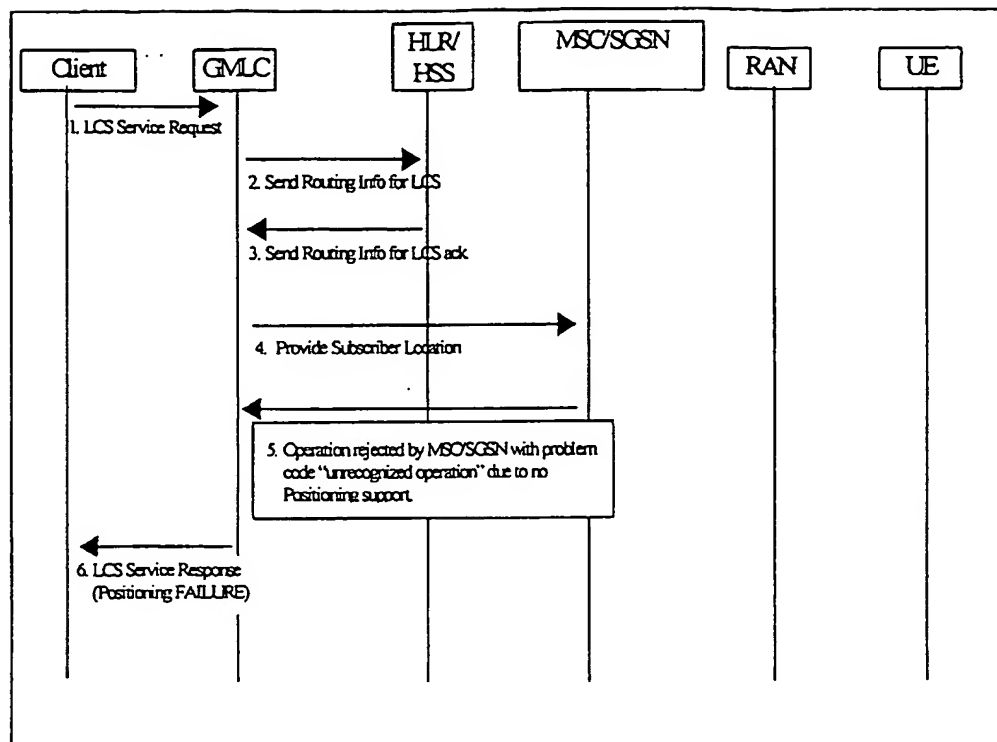 Client
GMLC
HLR/
HSS
MSC/SGSN
RAN
UE
1. LCS Service Request
2. Send Routing Info for LCS
3. Send Routing Info for LCS ack.
4. Provide Subscriber Location
5. Operation rejected by MSC/SGSN with problem
code "unrecognized operation" due to no
Positioning support.
6. LCS Service Response
(Positioning FAILURE)